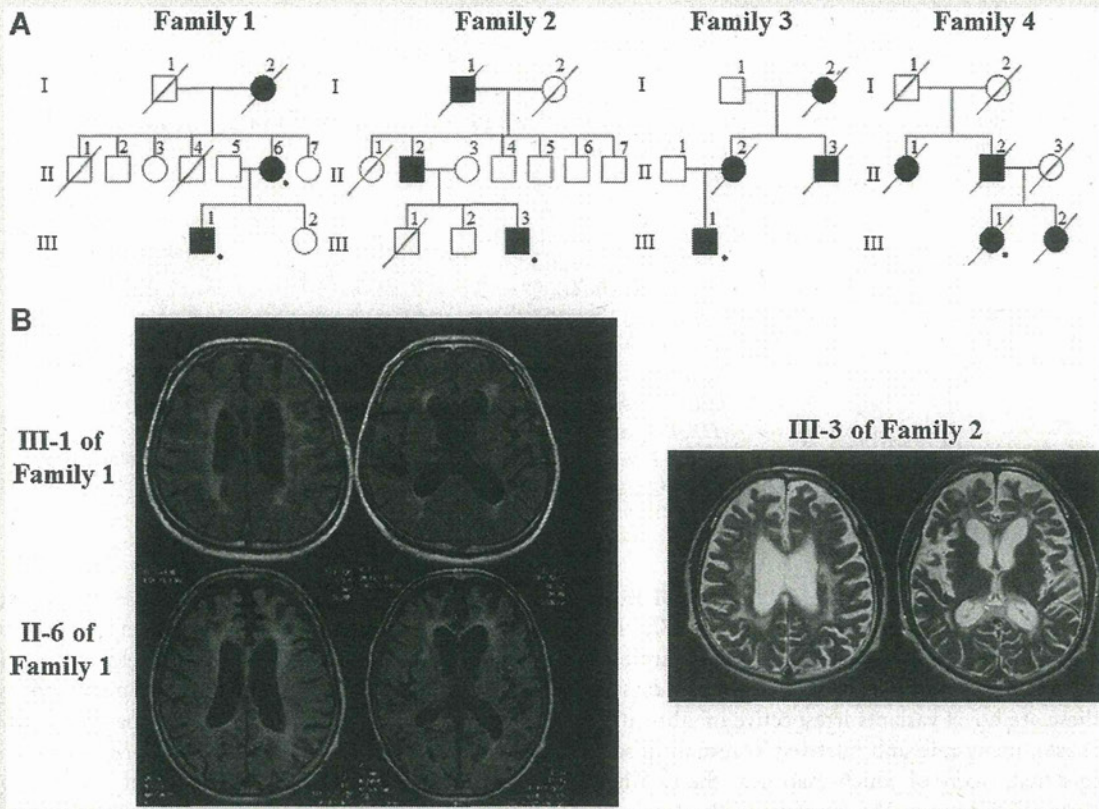 A
Family 1 Family 2 Family 3 Family 4
I 1 2 I 1 2 I 1 2 I 1 2
II 1 2 3 4 5 6 7 II 1 2 3 4 5 6 7 II 1 2 3 II 1 2 3
III 1 2 III 1 2 3 III 1 III 1 2
B
III-1 of
Family 1
II-6 of
Family 1
III-3 of Family 2